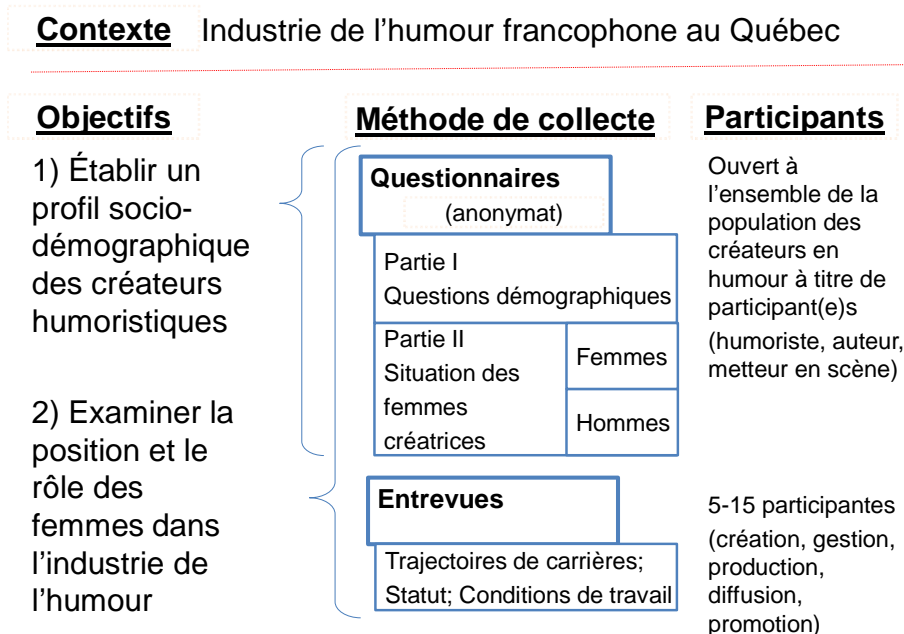 Contexte Industrie de l'humour francophone au Québec
Objectifs
1) Établir un
profil socio-
démographique
des créateurs
humoristiques
2) Examiner la
position et le
rôle des
femmes dans
l'industrie de
l'humour
Méthode de collecte
Questionnaires
(anonymat)
Partie I
Questions démographiques
Partie II
Situation des
femmes
créatrices
Femmes
Hommes
Entrevues
Trajectoires de carrières;
Statut; Conditions de travail
Participants
Ouvert à
l'ensemble de la
population des
créateurs en
humour à titre de
participant(e)s
(humoriste, auteur,
metteur en scène)
5-15 participantes
(création, gestion,
production,
diffusion,
promotion)